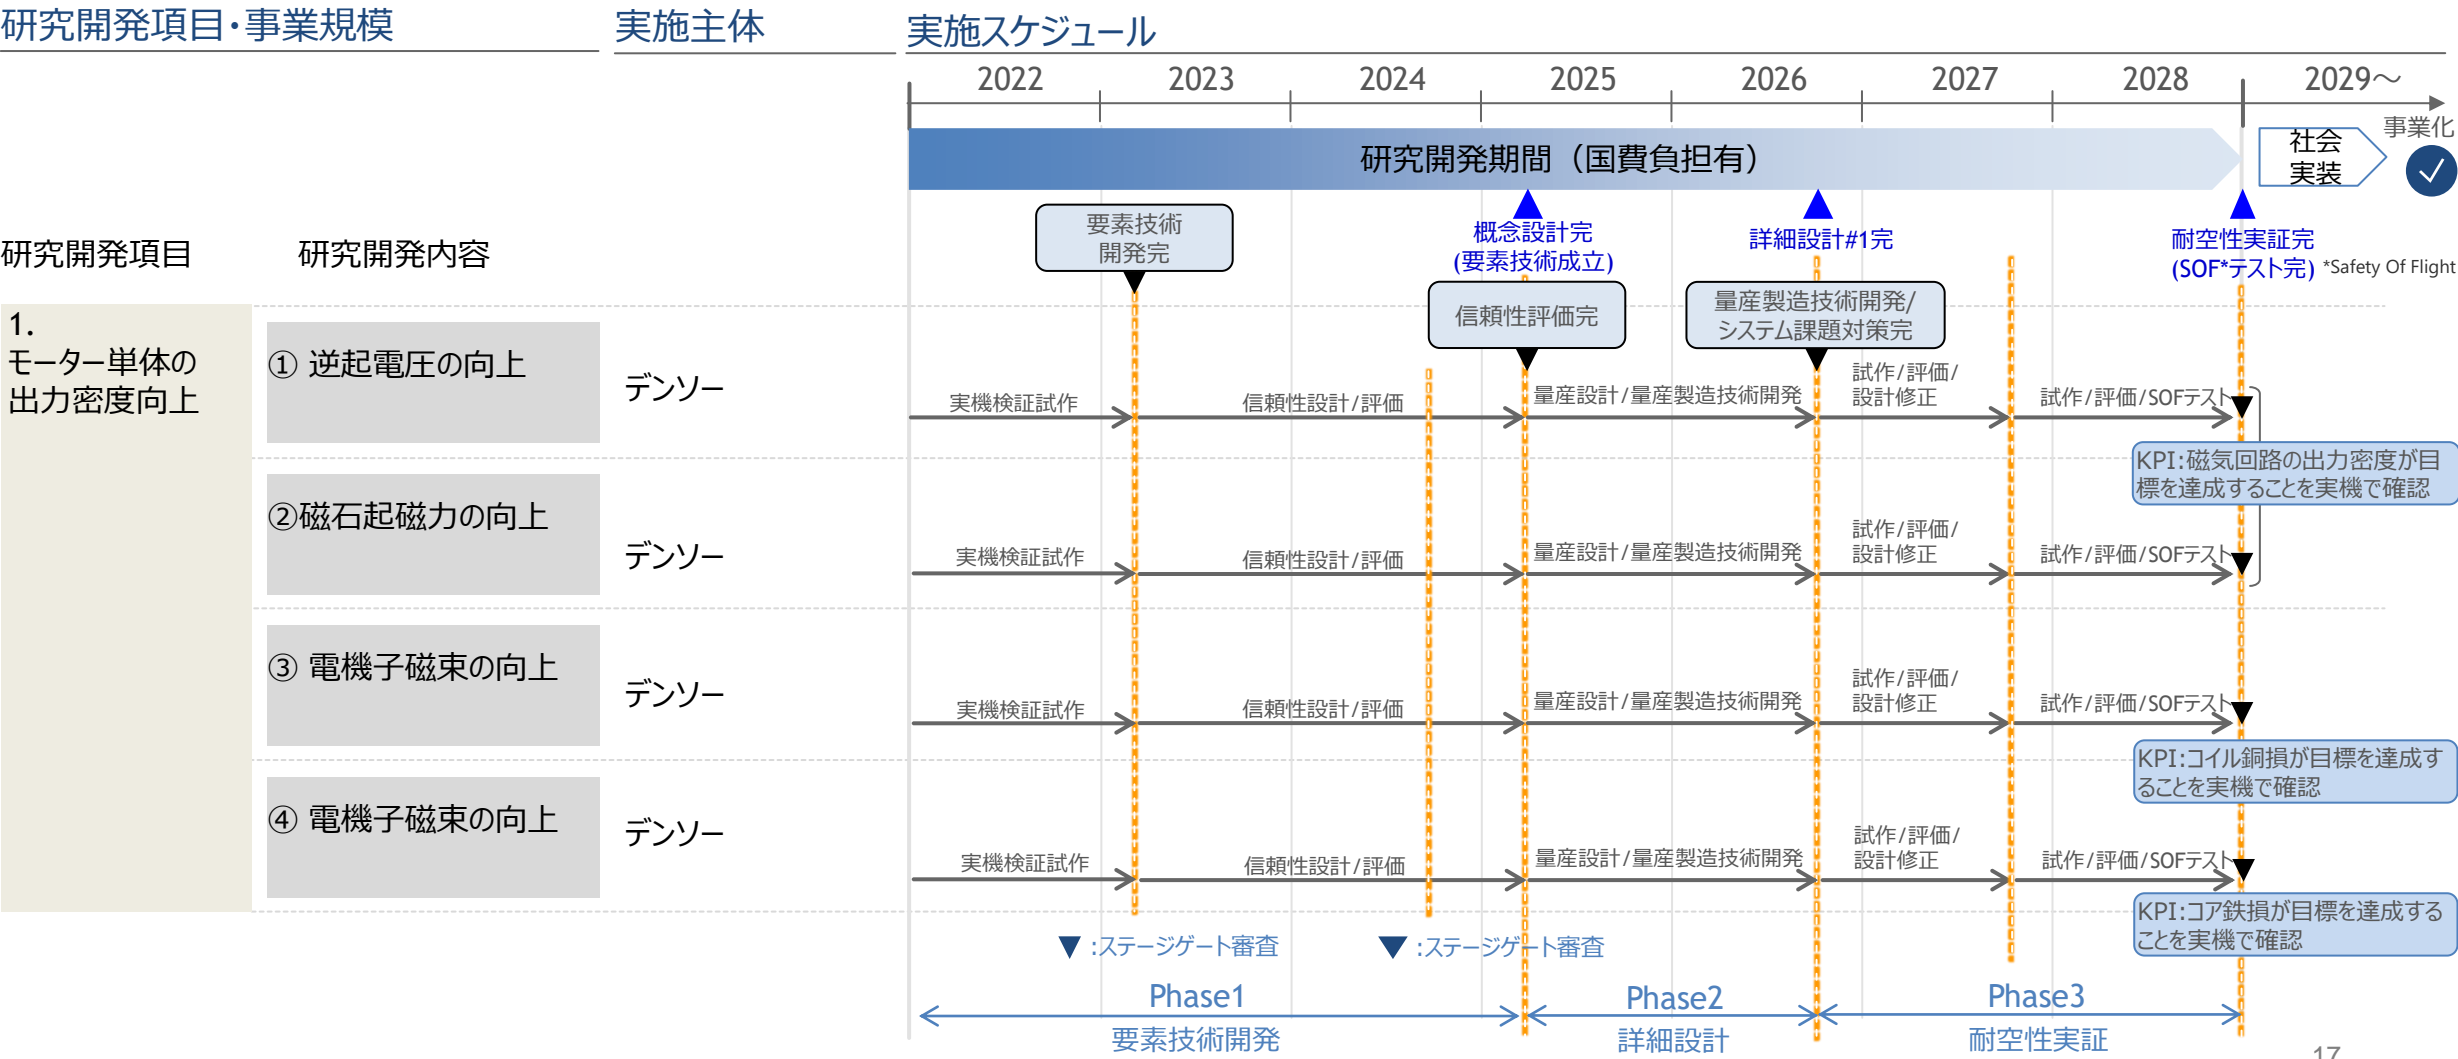 研究開発項目・事業規模
実施主体
実施スケジュール
2022
2023
2024
2025
2026
2027
2028
2029～
事業化
研究開発期間（国費負担有）
社会
実装
要素技術
開発完
概念設計完
(要素技術成立)
詳細設計#1完
耐空性実証完
(SOF*テスト完)
*Safety Of Flight
研究開発項目
研究開発内容
信頼性評価完
量産製造技術開発/
システム課題対策完
1.
モーター単体の
出力密度向上
① 逆起電圧の向上
デンソー
実機検証試作
信頼性設計/評価
量産設計/量産製造技術開発
試作/評価/
設計修正
試作/評価/SOFテスト
KPI:磁気回路の出力密度が目
標を達成することを実機で確認
②磁石起磁力の向上
デンソー
実機検証試作
信頼性設計/評価
量産設計/量産製造技術開発
試作/評価/
設計修正
試作/評価/SOFテスト
③ 電機子磁束の向上
デンソー
実機検証試作
信頼性設計/評価
量産設計/量産製造技術開発
試作/評価/
設計修正
試作/評価/SOFテスト
KPI:コイル銅損が目標を達成す
ることを実機で確認
④ 電機子磁束の向上
デンソー
実機検証試作
信頼性設計/評価
量産設計/量産製造技術開発
試作/評価/
設計修正
試作/評価/SOFテスト
KPI:コア鉄損が目標を達成する
ことを実機で確認
▼ :ステージゲート審査
▼ :ステージゲート審査
Phase1
要素技術開発
Phase2
詳細設計
Phase3
耐空性実証
17